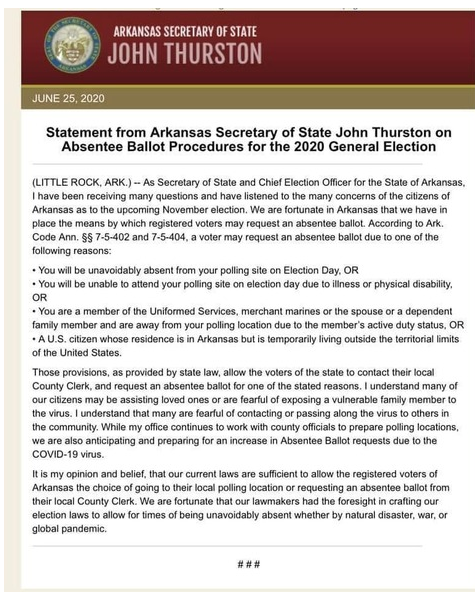 ARKANSAS SECRETARY OF STATE
JOHN THURSTON
JUNE 25, 2020
Statement from Arkansas Secretary of State John Thurston on
Absentee Ballot Procedures for the 2020 General Election
(LITTLE ROCK, ARK.) -- As Secretary of State and Chief Election Officer for the State of Arkansas,
I have been receiving many questions and have listened to the many concerns of the citizens of
Arkansas as to the upcoming November election. We are fortunate in Arkansas that we have in
place the means by which registered voters may request an absentee ballot. According to Ark.
Code Ann. §§ 7-5-402 and 7-5-404, a voter may request an absentee ballot due to one of the
following reasons:
• You will be unavoidably absent from your polling site on Election Day, OR
• You will be unable to attend your polling site on election day due to illness or physical disability,
OR
• You are a member of the Uniformed Services, merchant marines or the spouse or a dependent
family member and are away from your polling location due to the member's active duty status, OR
• A U.S. citizen whose residence is in Arkansas but is temporarily living outside the territorial limits
of the United States.
Those provisions, as provided by state law, allow the voters of the state to contact their local
County Clerk, and request an absentee ballot for one of the stated reasons. I understand many of
our citizens may be assisting loved ones or are fearful of exposing a vulnerable family member to
the virus. I understand that many are fearful of contacting or passing along the virus to others in
the community. While my office continues to work with county officials to prepare polling locations,
we are also anticipating and preparing for an increase in Absentee Ballot requests due to the
COVID-19 virus.
It is my opinion and belief, that our current laws are sufficient to allow the registered voters of
Arkansas the choice of going to their local polling location or requesting an absentee ballot from
their local County Clerk. We are fortunate that our lawmakers had the foresight in crafting our
election laws to allow for times of being unavoidably absent whether by natural disaster, war, or
global pandemic.
# # #